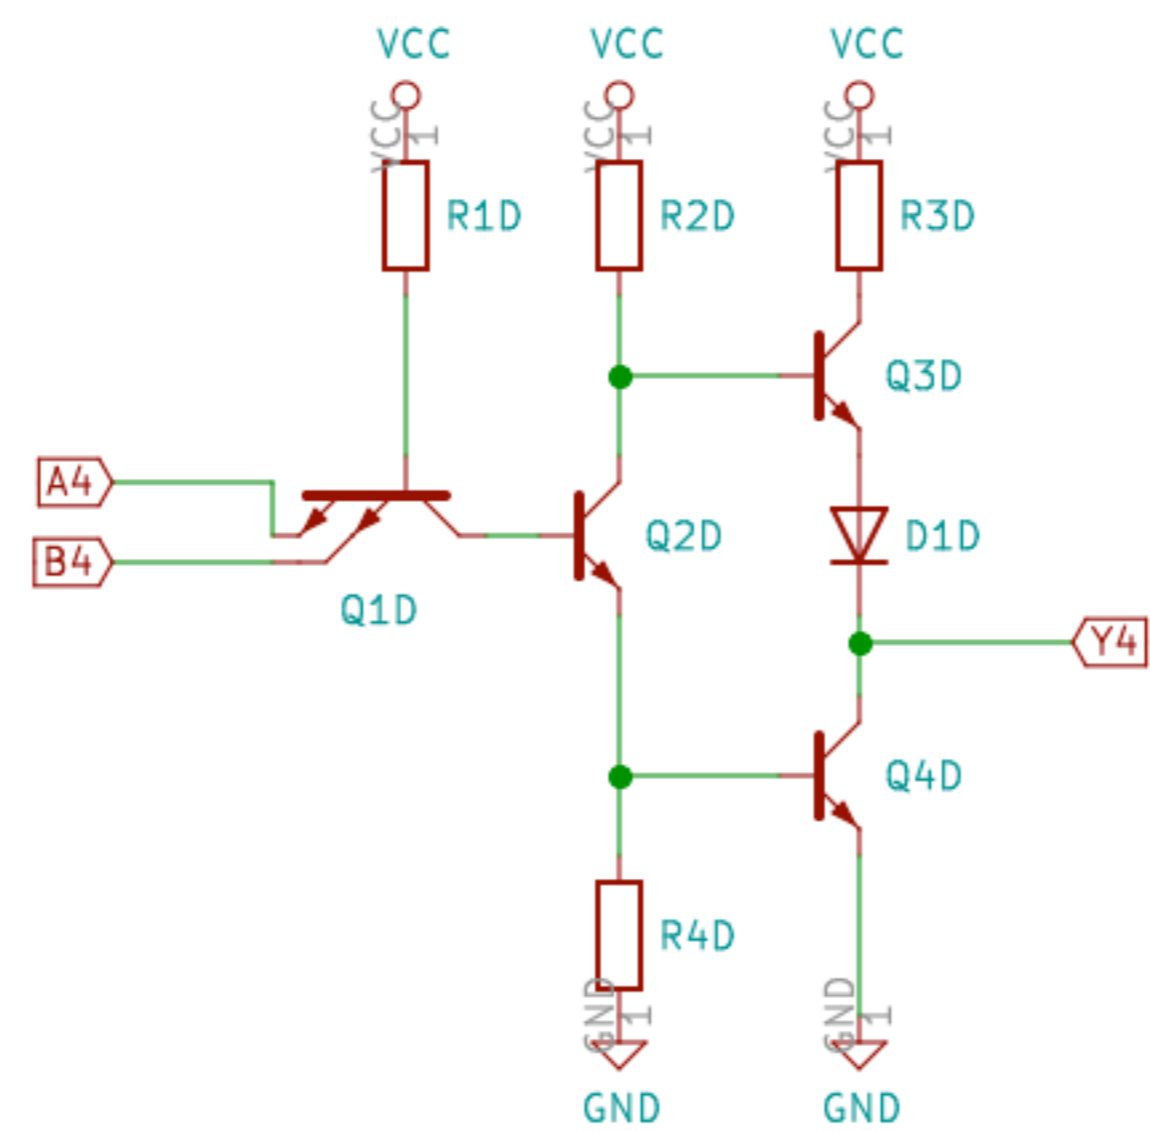 VCC VCC VCC
VCC 1 VCC 1 VCC 1
R1D R2D R3D
Q3D
A4
B4
Q1D
Q2D
D1D
Y4
Q4D
R4D
GND 1 GND 1
GND GND